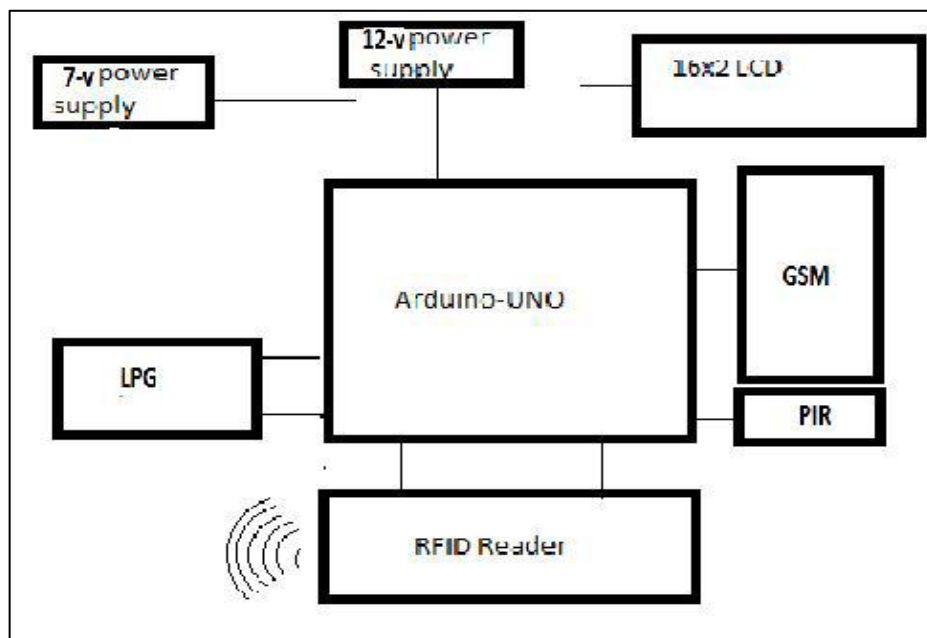 7-v power
supply
12-v power
supply
16x2 LCD
Arduino-UNO
GSM
LPG
PIR
RFID Reader